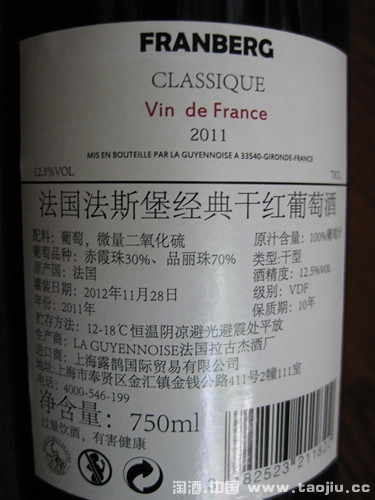 FRANBERG
CLASSIQUE
Vin de France
2011
MIS EN BOUTEILLE PAR LA GUYENNOISE A 33540-GIRONDE-FRANCE
12.5%VOL 75CL
法国法斯堡经典干红葡萄酒
配料：葡萄，微量二氧化硫 原汁含量：100%葡萄汁
葡萄品种：赤霞珠30%、品丽珠70% 类型：干型
原产国：法国 酒精度：12.5%VOL
灌装日期：2012年11月28日 级别：VDF
年份：2011年 保质期：10年
贮存方法：12-18℃恒温阴凉避光避震处平放
生产商：LA GUYENNOISE法国拉古杰酒厂
进口商：上海露鹊国际贸易有限公司
地址:上海市奉贤区金汇镇金钱公路411号2幢111室
电话：4000-546-199
净含量：750ml
过量饮酒，有害健康
淘酒·中国 www.taojiu.cc